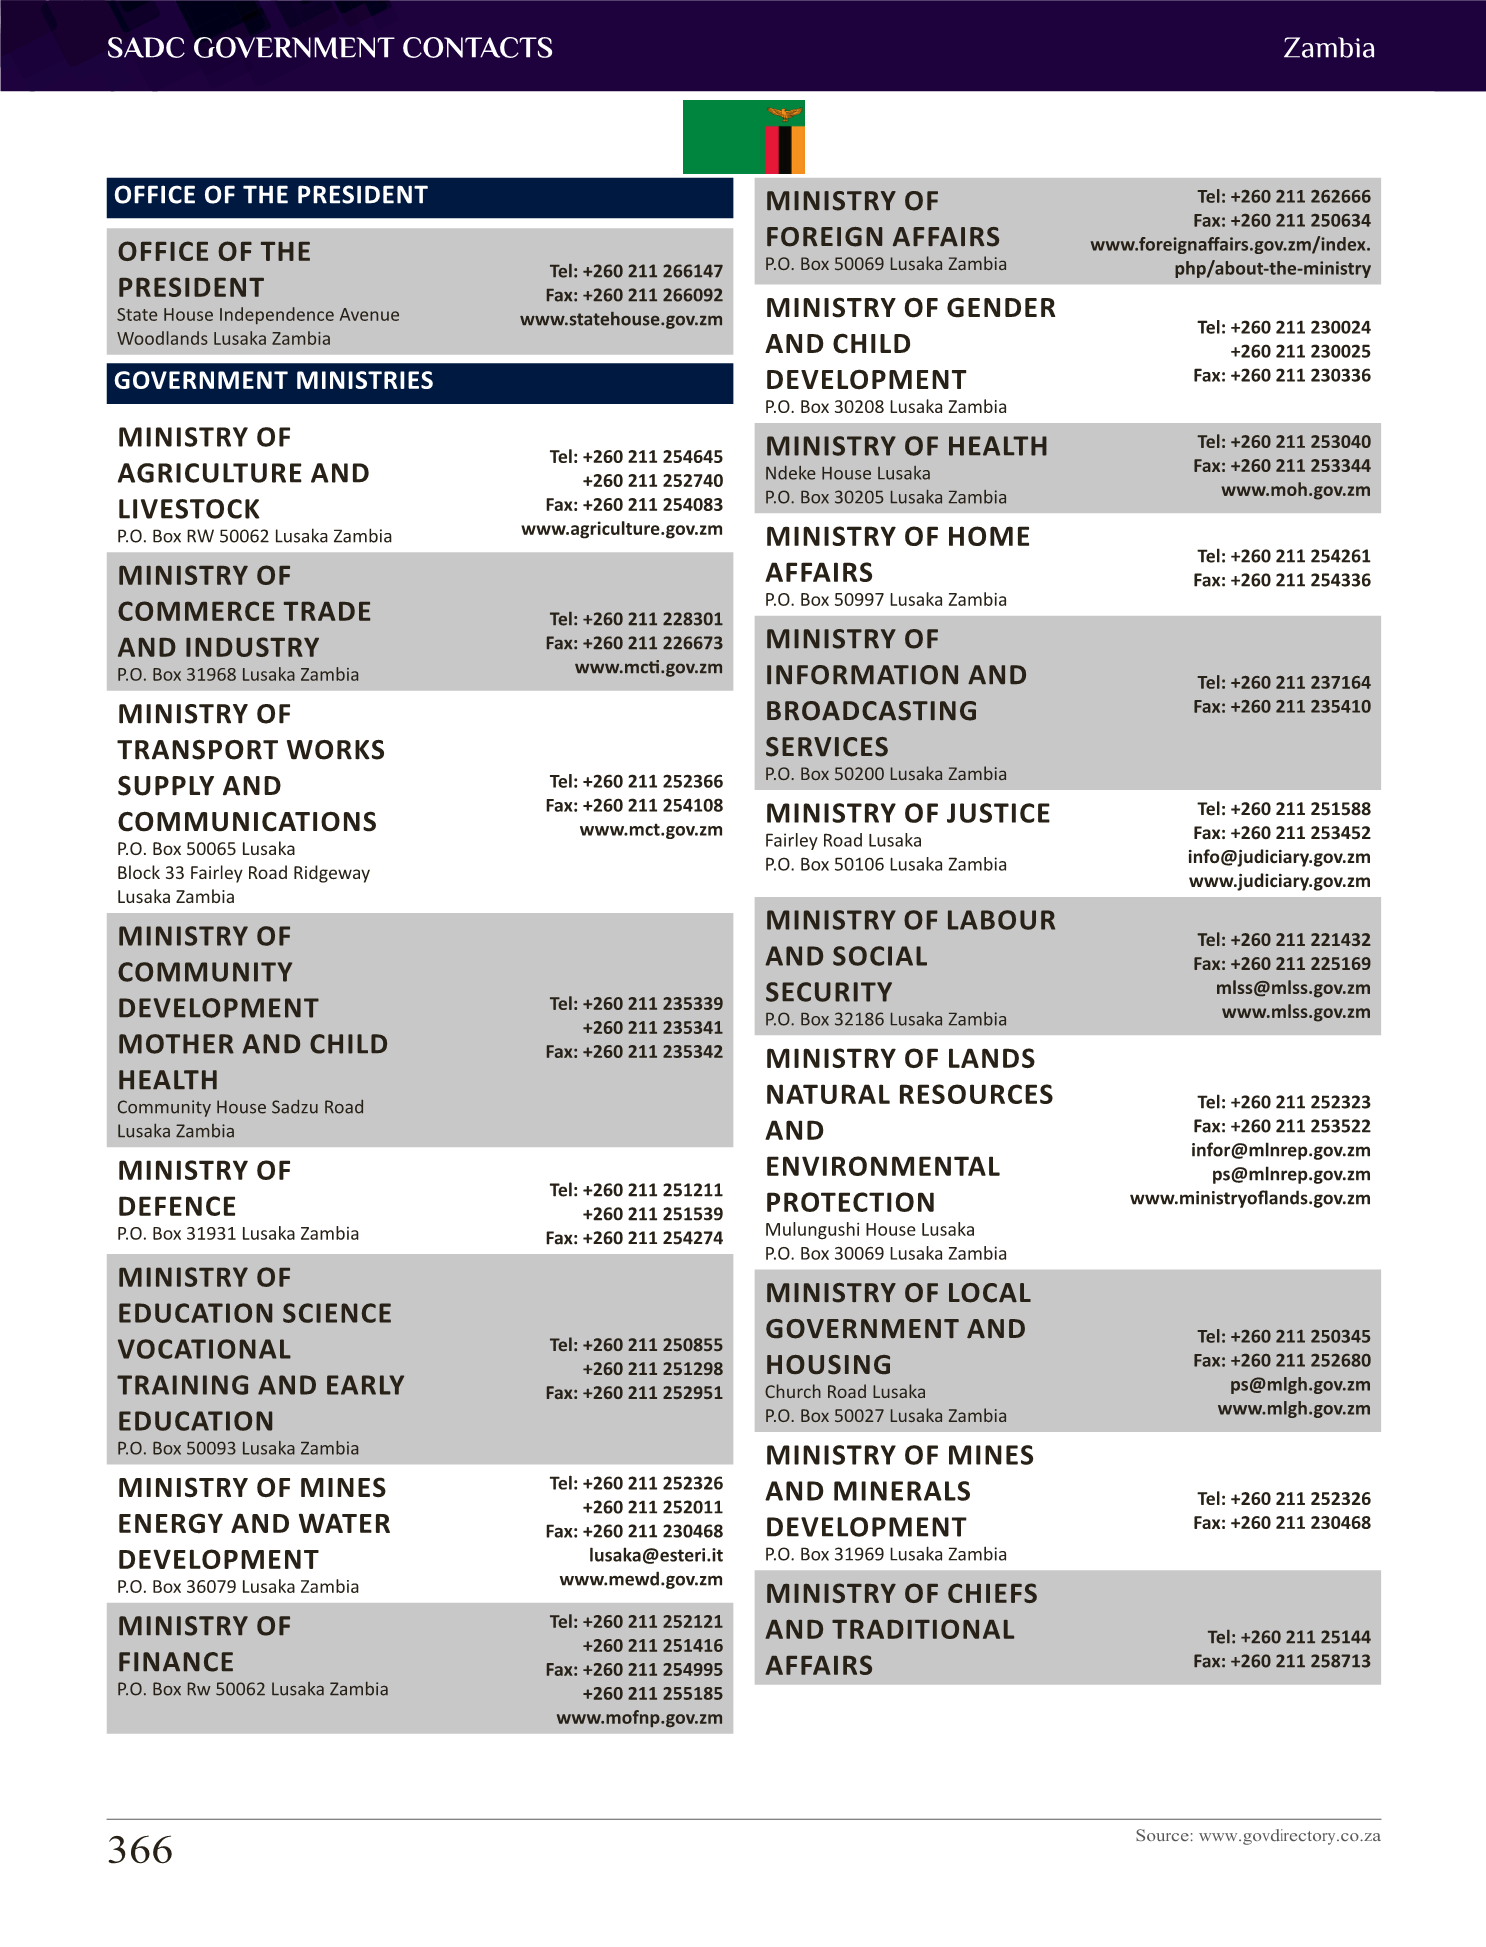 SADC GOVERNMENT CONTACTS
Zambia
OFFICE OF THE PRESIDENT
OFFICE OF THE
PRESIDENT
State House Independence Avenue
Woodlands Lusaka Zambia
Tel: +260 211 266147
Fax: +260 211 266092
www.statehouse.gov.zm
GOVERNMENT MINISTRIES
MINISTRY OF
AGRICULTURE AND
LIVESTOCK
P.O. Box RW 50062 Lusaka Zambia
Tel: +260 211 254645
+260 211 252740
Fax: +260 211 254083
www.agriculture.gov.zm
MINISTRY OF
COMMERCE TRADE
AND INDUSTRY
P.O. Box 31968 Lusaka Zambia
Tel: +260 211 228301
Fax: +260 211 226673
www.mcti.gov.zm
MINISTRY OF
TRANSPORT WORKS
SUPPLY AND
COMMUNICATIONS
P.O. Box 50065 Lusaka
Block 33 Fairley Road Ridgeway
Lusaka Zambia
Tel: +260 211 252366
Fax: +260 211 254108
www.mct.gov.zm
MINISTRY OF
COMMUNITY
DEVELOPMENT
MOTHER AND CHILD
HEALTH
Community House Sadzu Road
Lusaka Zambia
Tel: +260 211 235339
+260 211 235341
Fax: +260 211 235342
MINISTRY OF
DEFENCE
P.O. Box 31931 Lusaka Zambia
Tel: +260 211 251211
+260 211 251539
Fax: +260 211 254274
MINISTRY OF
EDUCATION SCIENCE
VOCATIONAL
TRAINING AND EARLY
EDUCATION
P.O. Box 50093 Lusaka Zambia
Tel: +260 211 250855
+260 211 251298
Fax: +260 211 252951
MINISTRY OF MINES
ENERGY AND WATER
DEVELOPMENT
P.O. Box 36079 Lusaka Zambia
Tel: +260 211 252326
+260 211 252011
Fax: +260 211 230468
lusaka@esteri.it
www.mewd.gov.zm
MINISTRY OF
FINANCE
P.O. Box Rw 50062 Lusaka Zambia
Tel: +260 211 252121
+260 211 251416
Fax: +260 211 254995
+260 211 255185
www.mofnp.gov.zm
MINISTRY OF
FOREIGN AFFAIRS
P.O. Box 50069 Lusaka Zambia
Tel: +260 211 262666
Fax: +260 211 250634
www.foreignaffairs.gov.zm/index.
php/about-the-ministry
MINISTRY OF GENDER
AND CHILD
DEVELOPMENT
P.O. Box 30208 Lusaka Zambia
Tel: +260 211 230024
+260 211 230025
Fax: +260 211 230336
MINISTRY OF HEALTH
Ndeke House Lusaka
P.O. Box 30205 Lusaka Zambia
Tel: +260 211 253040
Fax: +260 211 253344
www.moh.gov.zm
MINISTRY OF HOME
AFFAIRS
P.O. Box 50997 Lusaka Zambia
Tel: +260 211 254261
Fax: +260 211 254336
MINISTRY OF
INFORMATION AND
BROADCASTING
SERVICES
P.O. Box 50200 Lusaka Zambia
Tel: +260 211 237164
Fax: +260 211 235410
MINISTRY OF JUSTICE
Fairley Road Lusaka
P.O. Box 50106 Lusaka Zambia
Tel: +260 211 251588
Fax: +260 211 253452
info@judiciary.gov.zm
www.judiciary.gov.zm
MINISTRY OF LABOUR
AND SOCIAL
SECURITY
P.O. Box 32186 Lusaka Zambia
Tel: +260 211 221432
Fax: +260 211 225169
mlss@mlss.gov.zm
www.mlss.gov.zm
MINISTRY OF LANDS
NATURAL RESOURCES
AND
ENVIRONMENTAL
PROTECTION
Mulungushi House Lusaka
P.O. Box 30069 Lusaka Zambia
Tel: +260 211 252323
Fax: +260 211 253522
infor@mlnrep.gov.zm
ps@mlnrep.gov.zm
www.ministryoflands.gov.zm
MINISTRY OF LOCAL
GOVERNMENT AND
HOUSING
Church Road Lusaka
P.O. Box 50027 Lusaka Zambia
Tel: +260 211 250345
Fax: +260 211 252680
ps@mlgh.gov.zm
www.mlgh.gov.zm
MINISTRY OF MINES
AND MINERALS
DEVELOPMENT
P.O. Box 31969 Lusaka Zambia
Tel: +260 211 252326
Fax: +260 211 230468
MINISTRY OF CHIEFS
AND TRADITIONAL
AFFAIRS
Tel: +260 211 25144
Fax: +260 211 258713
366
Source: www.govdirectory.co.za